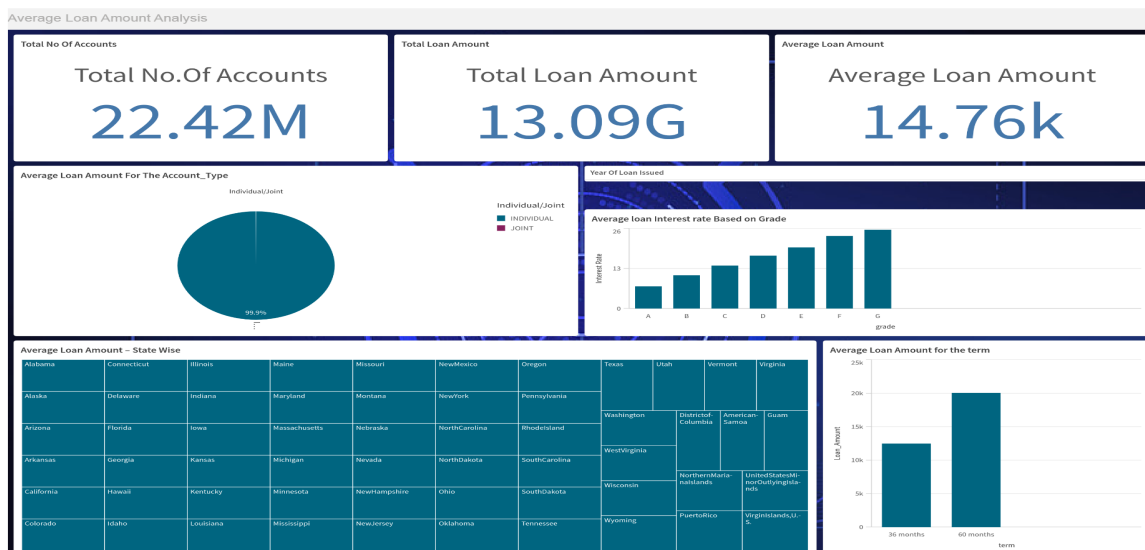 Average Loan Amount Analysis
Total No Of Accounts
Total No.Of Accounts
22.42M
Total Loan Amount
Total Loan Amount
13.09G
Average Loan Amount
Average Loan Amount
14.76k
Average Loan Amount For The Account_Type
Individual/Joint
99.9%
Individual/Joint
INDIVIDUAL
JOINT
Year Of Loan Issued
Average loan Interest rate Based on Grade
Interest Rate
26
13
0
A B C D E F G
grade
Average Loan Amount – State Wise
Alabama Connecticut Illinois Maine Missouri NewMexico Oregon
Alaska Delaware Indiana Maryland Montana NewYork Pennsylvania
Arizona Florida Iowa Massachusetts Nebraska NorthCarolina RhodeIsland
Arkansas Georgia Kansas Michigan Nevada NorthDakota SouthCarolina
California Hawaii Kentucky Minnesota NewHampshire Ohio SouthDakota
Colorado Idaho Louisiana Mississippi NewJersey Oklahoma Tennessee
Texas Utah Vermont Virginia
Washington
WestVirginia
Wisconsin
Wyoming
Districtof-
Columbia
American-
Samoa
Guam
NorthernMaria-
naIslands
UnitedStatesMi-
norOutlyingIsla-
nds
PuertoRico
VirginIslands,U.-
S.
Average Loan Amount for the term
Loan_Amount
25k
20k
15k
10k
5k
0
36 months 60 months
term